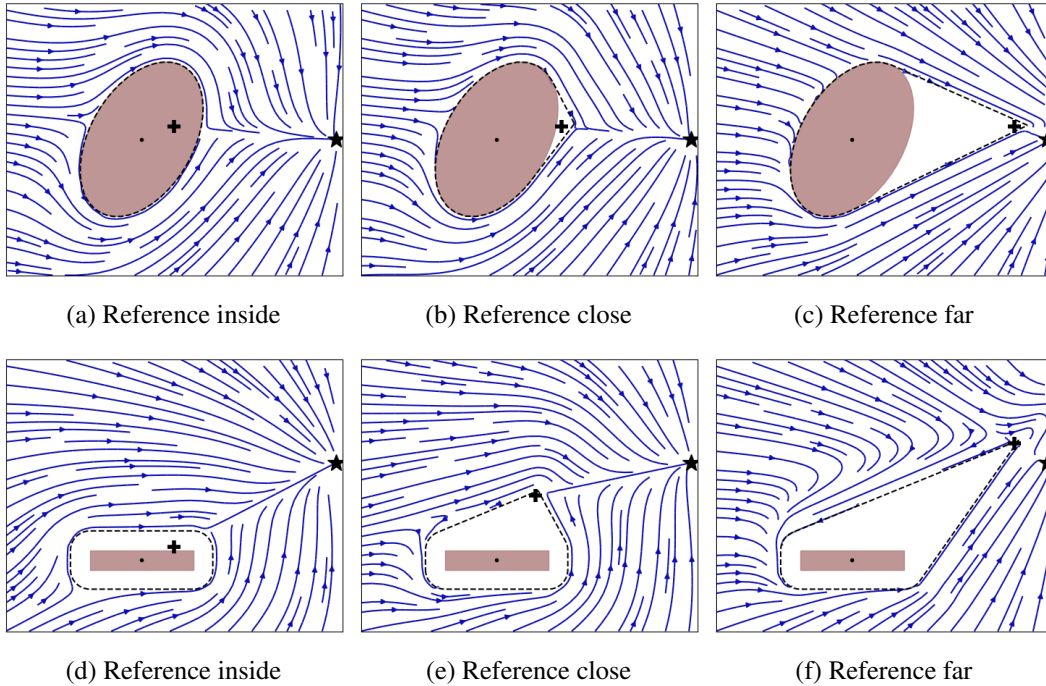 (a) Reference inside
(b) Reference close
(c) Reference far
(d) Reference inside
(e) Reference close
(f) Reference far